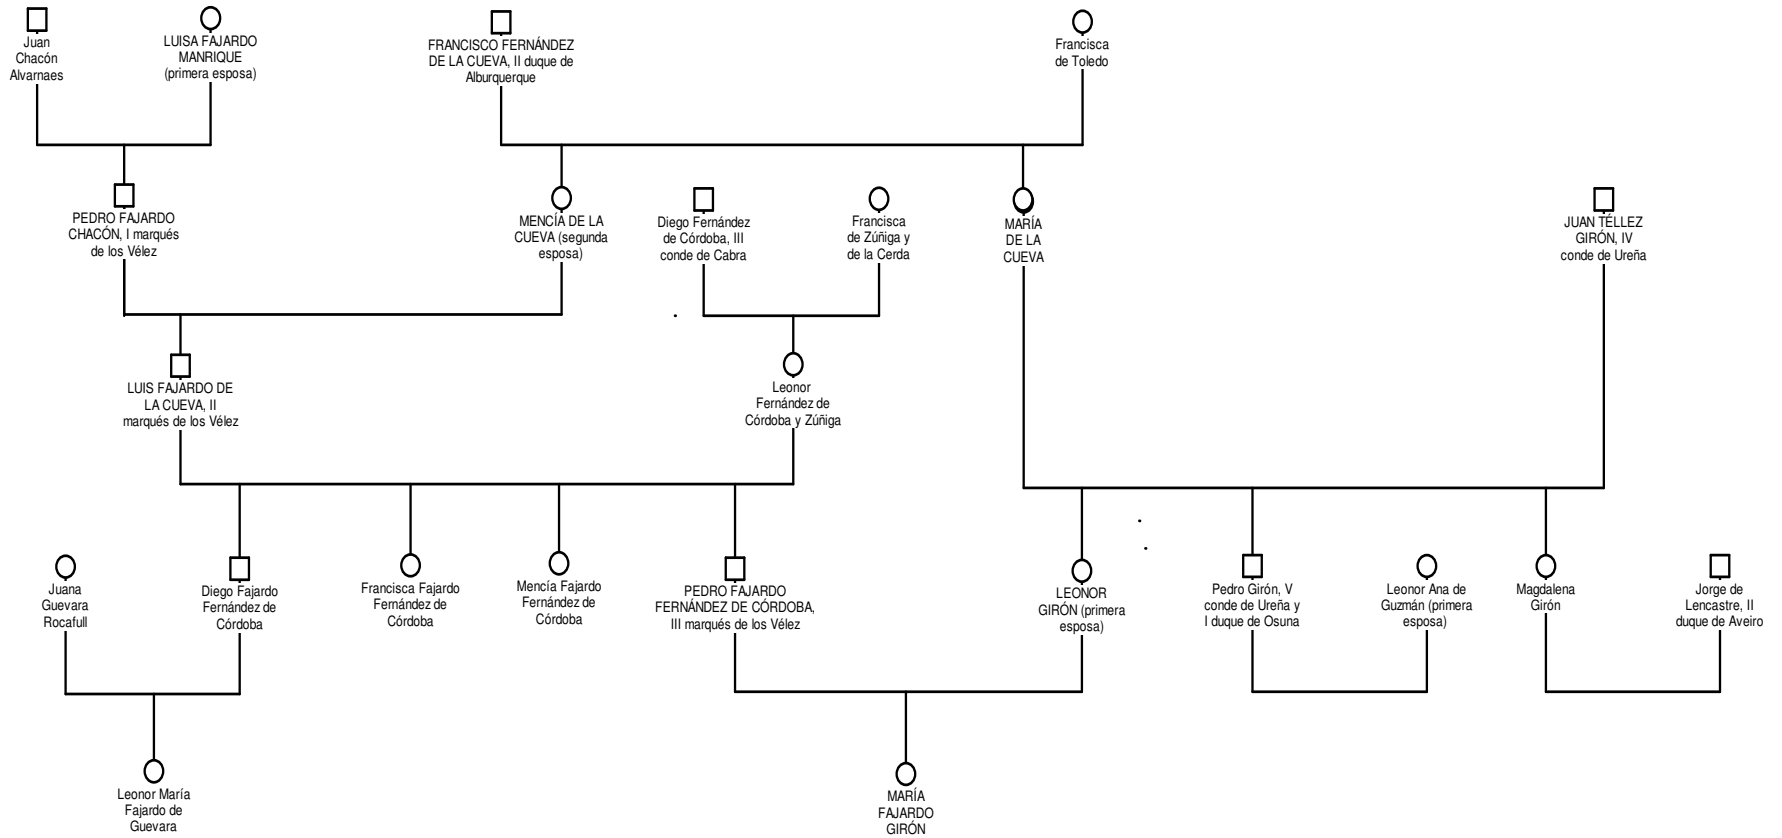 Juan
Chacón
Alvarnaes
LUISA FAJARDO
MANRIQUE
(primera esposa)
FRANCISCO FERNÁNDEZ
DE LA CUEVA, II duque de
Alburquerque
Francisca
de Toledo
PEDRO FAJARDO
CHACÓN, I marqués
de los Vélez
MENCÍA DE LA
CUEVA (segunda
esposa)
Diego Fernández
de Córdoba, III
conde de Cabra
Francisca
de Zúñiga y
de la Cerda
MARÍA
DE LA
CUEVA
JUAN TÉLLEZ
GIRÓN, IV
conde de Ureña
LUIS FAJARDO DE
LA CUEVA, II
marqués de los Vélez
Leonor
Fernández de
Córdoba y Zúñiga
Juana
Guevara
Rocafull
Diego Fajardo
Fernández de
Córdoba
Francisca Fajardo
Fernández de
Córdoba
Mencía Fajardo
Fernández de
Córdoba
PEDRO FAJARDO
FERNÁNDEZ DE CÓRDOBA,
III marqués de los Vélez
LEONOR
GIRÓN (primera
esposa)
Pedro Girón, V
conde de Ureña y
I duque de Osuna
Leonor Ana de
Guzmán (primera
esposa)
Magdalena
Girón
Jorge de
Lencastre, II
duque de Aveiro
Leonor María
Fajardo de
Guevara
MARÍA
FAJARDO
GIRÓN